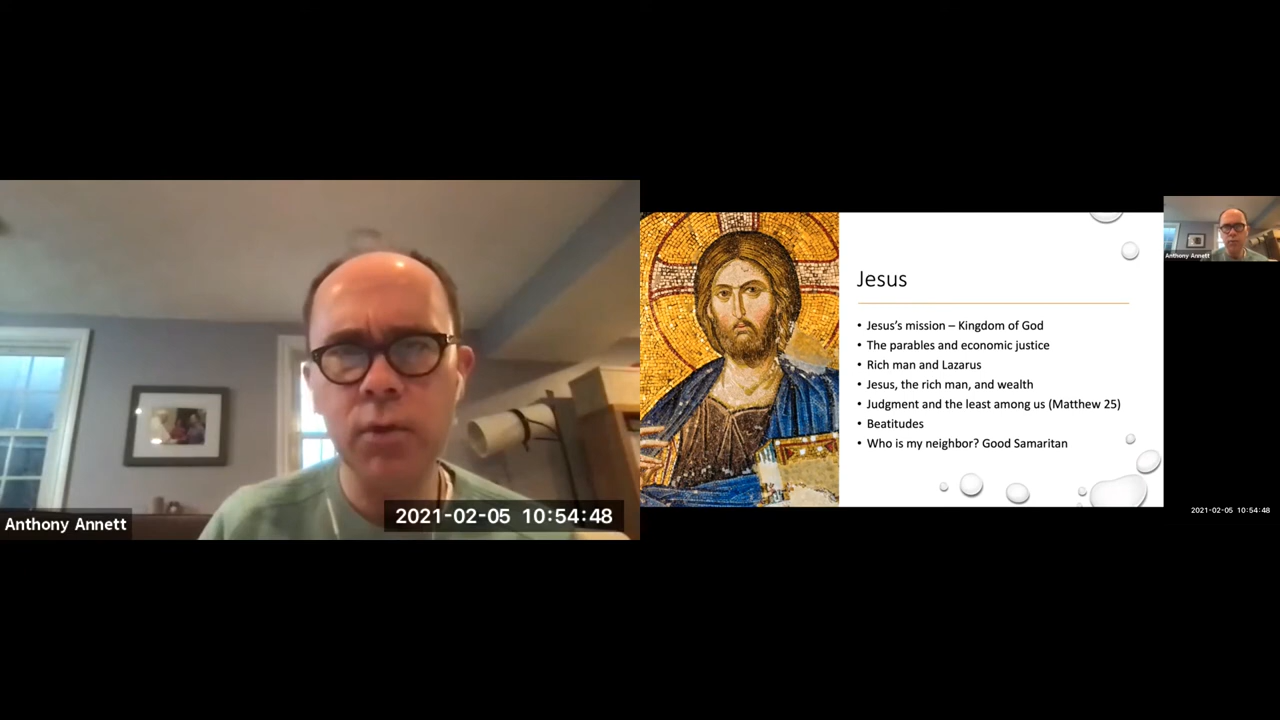 Anthony Annett
2021-02-05 10:54:48
Jesus
• Jesus's mission – Kingdom of God
• The parables and economic justice
• Rich man and Lazarus
• Jesus, the rich man, and wealth
• Judgment and the least among us (Matthew 25)
• Beatitudes
• Who is my neighbor? Good Samaritan
Anthony Annett
2021-02-05 10:54:48